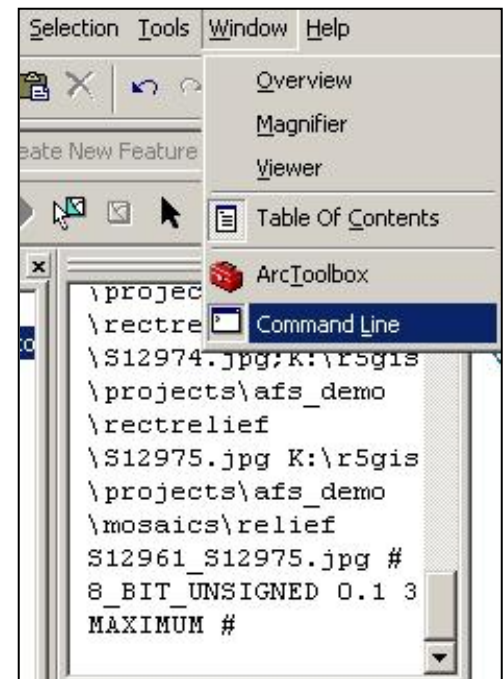 Selection Tools Window Help
Overview
Magnifier
eate New Feature
Viewer
Table Of Contents
ArcToolbox
Command Line
\projec
\rectre
\S12974.jpg;K:\r5gis
\projects\afs_demo
\rectrelief
\S12975.jpg K:\r5gis
\projects\afs_demo
\mosaics\relief
S12961_S12975.jpg #
8_BIT_UNSIGNED 0.1 3
MAXIMUM #